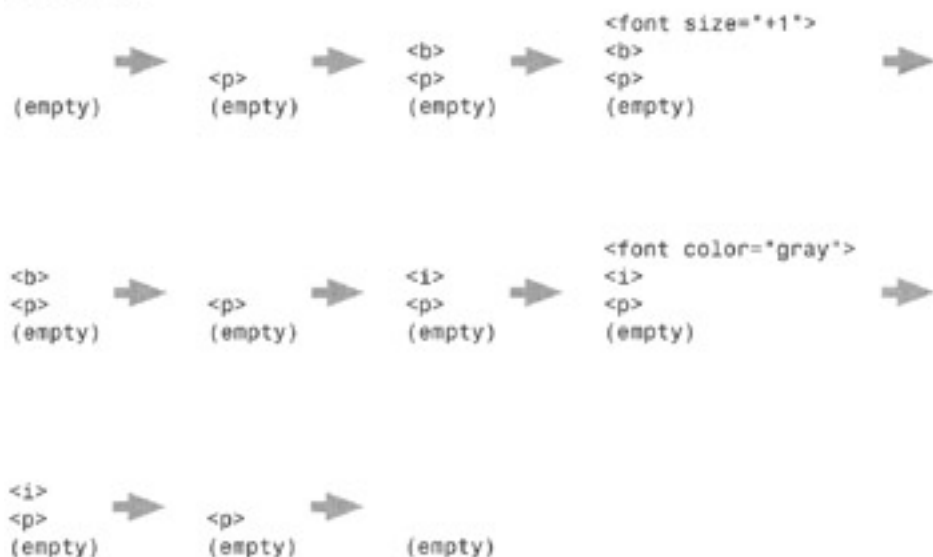 <font size="+1">
<b> <b>
<p> <p> <p>
(empty) (empty) (empty) (empty)
<font color="gray">
<b> <i> <i>
<p> <p> <p> <p>
(empty) (empty) (empty) (empty)
<i>
<p> <p>
(empty) (empty) (empty)